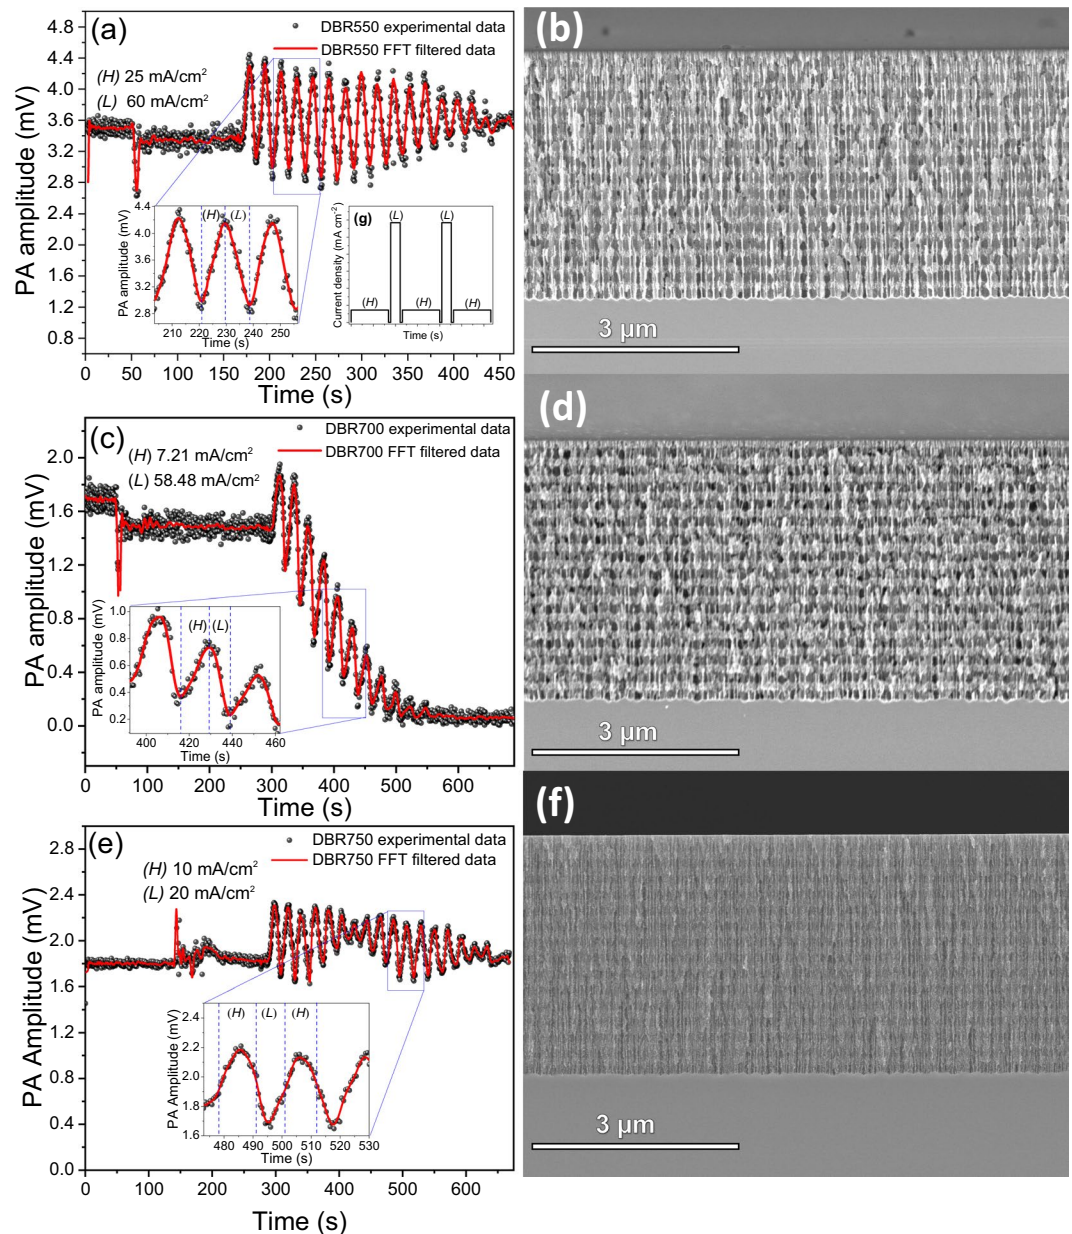 (a)
DBR550 experimental data
DBR550 FFT filtered data
(H) 25 mA/cm²
(L) 60 mA/cm²
PA amplitude (mV)
4.8
4.4
4.0
3.6
3.2
2.8
2.4
2.0
1.6
1.2
0.8
0 50 100 150 200 250 300 350 400 450
Time (s)
PA amplitude (mV)
4.4
4.0
3.6
3.2
2.8
(H) (L)
210 220 230 240 250
Time (s)
(g)
Current density (mA cm⁻²)
(L) (L)
(H) (H) (H)
Time (s)
(b)
3 µm
(c)
DBR700 experimental data
DBR700 FFT filtered data
(H) 7.21 mA/cm²
(L) 58.48 mA/cm²
PA amplitude (mV)
2.0
1.6
1.2
0.8
0.4
0.0
0 100 200 300 400 500 600
Time (s)
PA amplitude (mV)
1.0
0.8
0.6
0.4
0.2
(H) (L)
400 420 440 460
Time (s)
(d)
3 µm
(e)
DBR750 experimental data
DBR750 FFT filtered data
(H) 10 mA/cm²
(L) 20 mA/cm²
PA Amplitude (mV)
2.8
2.4
2.0
1.6
1.2
0.8
0.4
0.0
0 100 200 300 400 500 600
Time (s)
PA Amplitude (mV)
2.4
2.2
2.0
1.8
1.6
(H) (L) (H)
480 490 500 510 520 530
Time (s)
(f)
3 µm